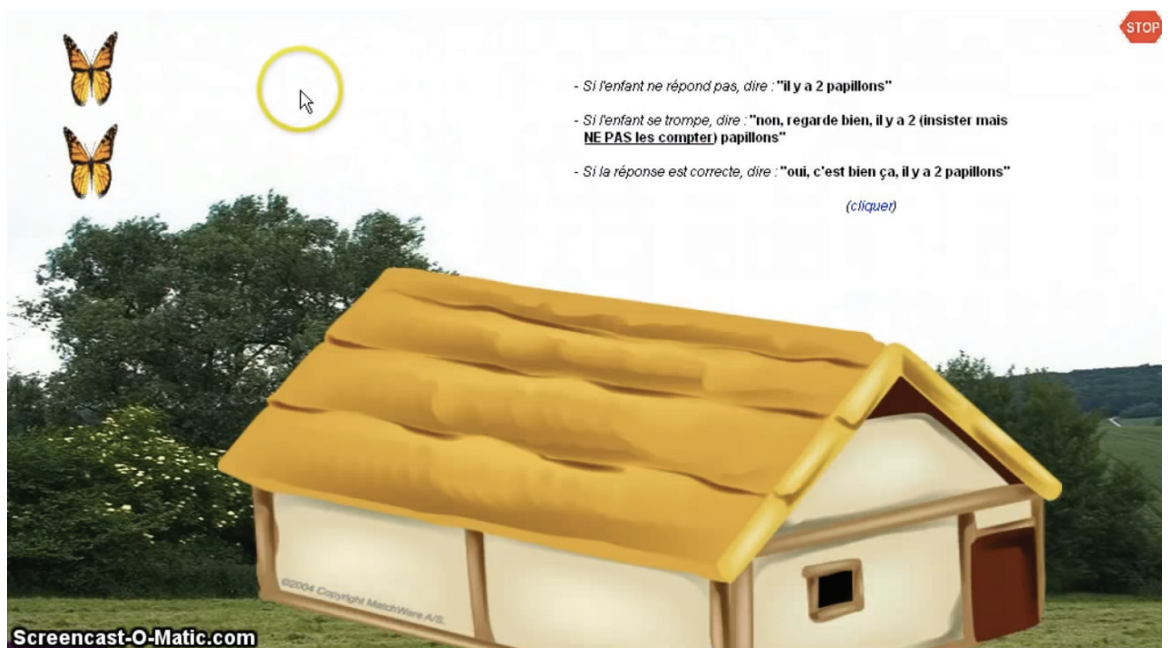 STOP
- Si l'enfant ne répond pas, dire : "il y a 2 papillons"
- Si l'enfant se trompe, dire : "non, regarde bien, il y a 2 (insister mais
NE PAS les compter) papillons"
- Si la réponse est correcte, dire : "oui, c'est bien ça, il y a 2 papillons"
(cliquer)
©2004 Copyright MatchWare A/S.
Screencast-O-Matic.com